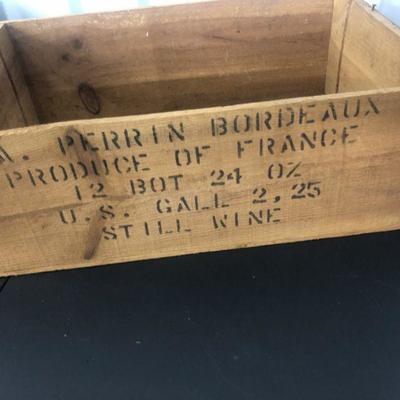 A. PERRIN BORDEAUX
PRODUCE OF FRANCE
12 BOT 24 OZ
U.S. GALL 2,25
STILL WINE